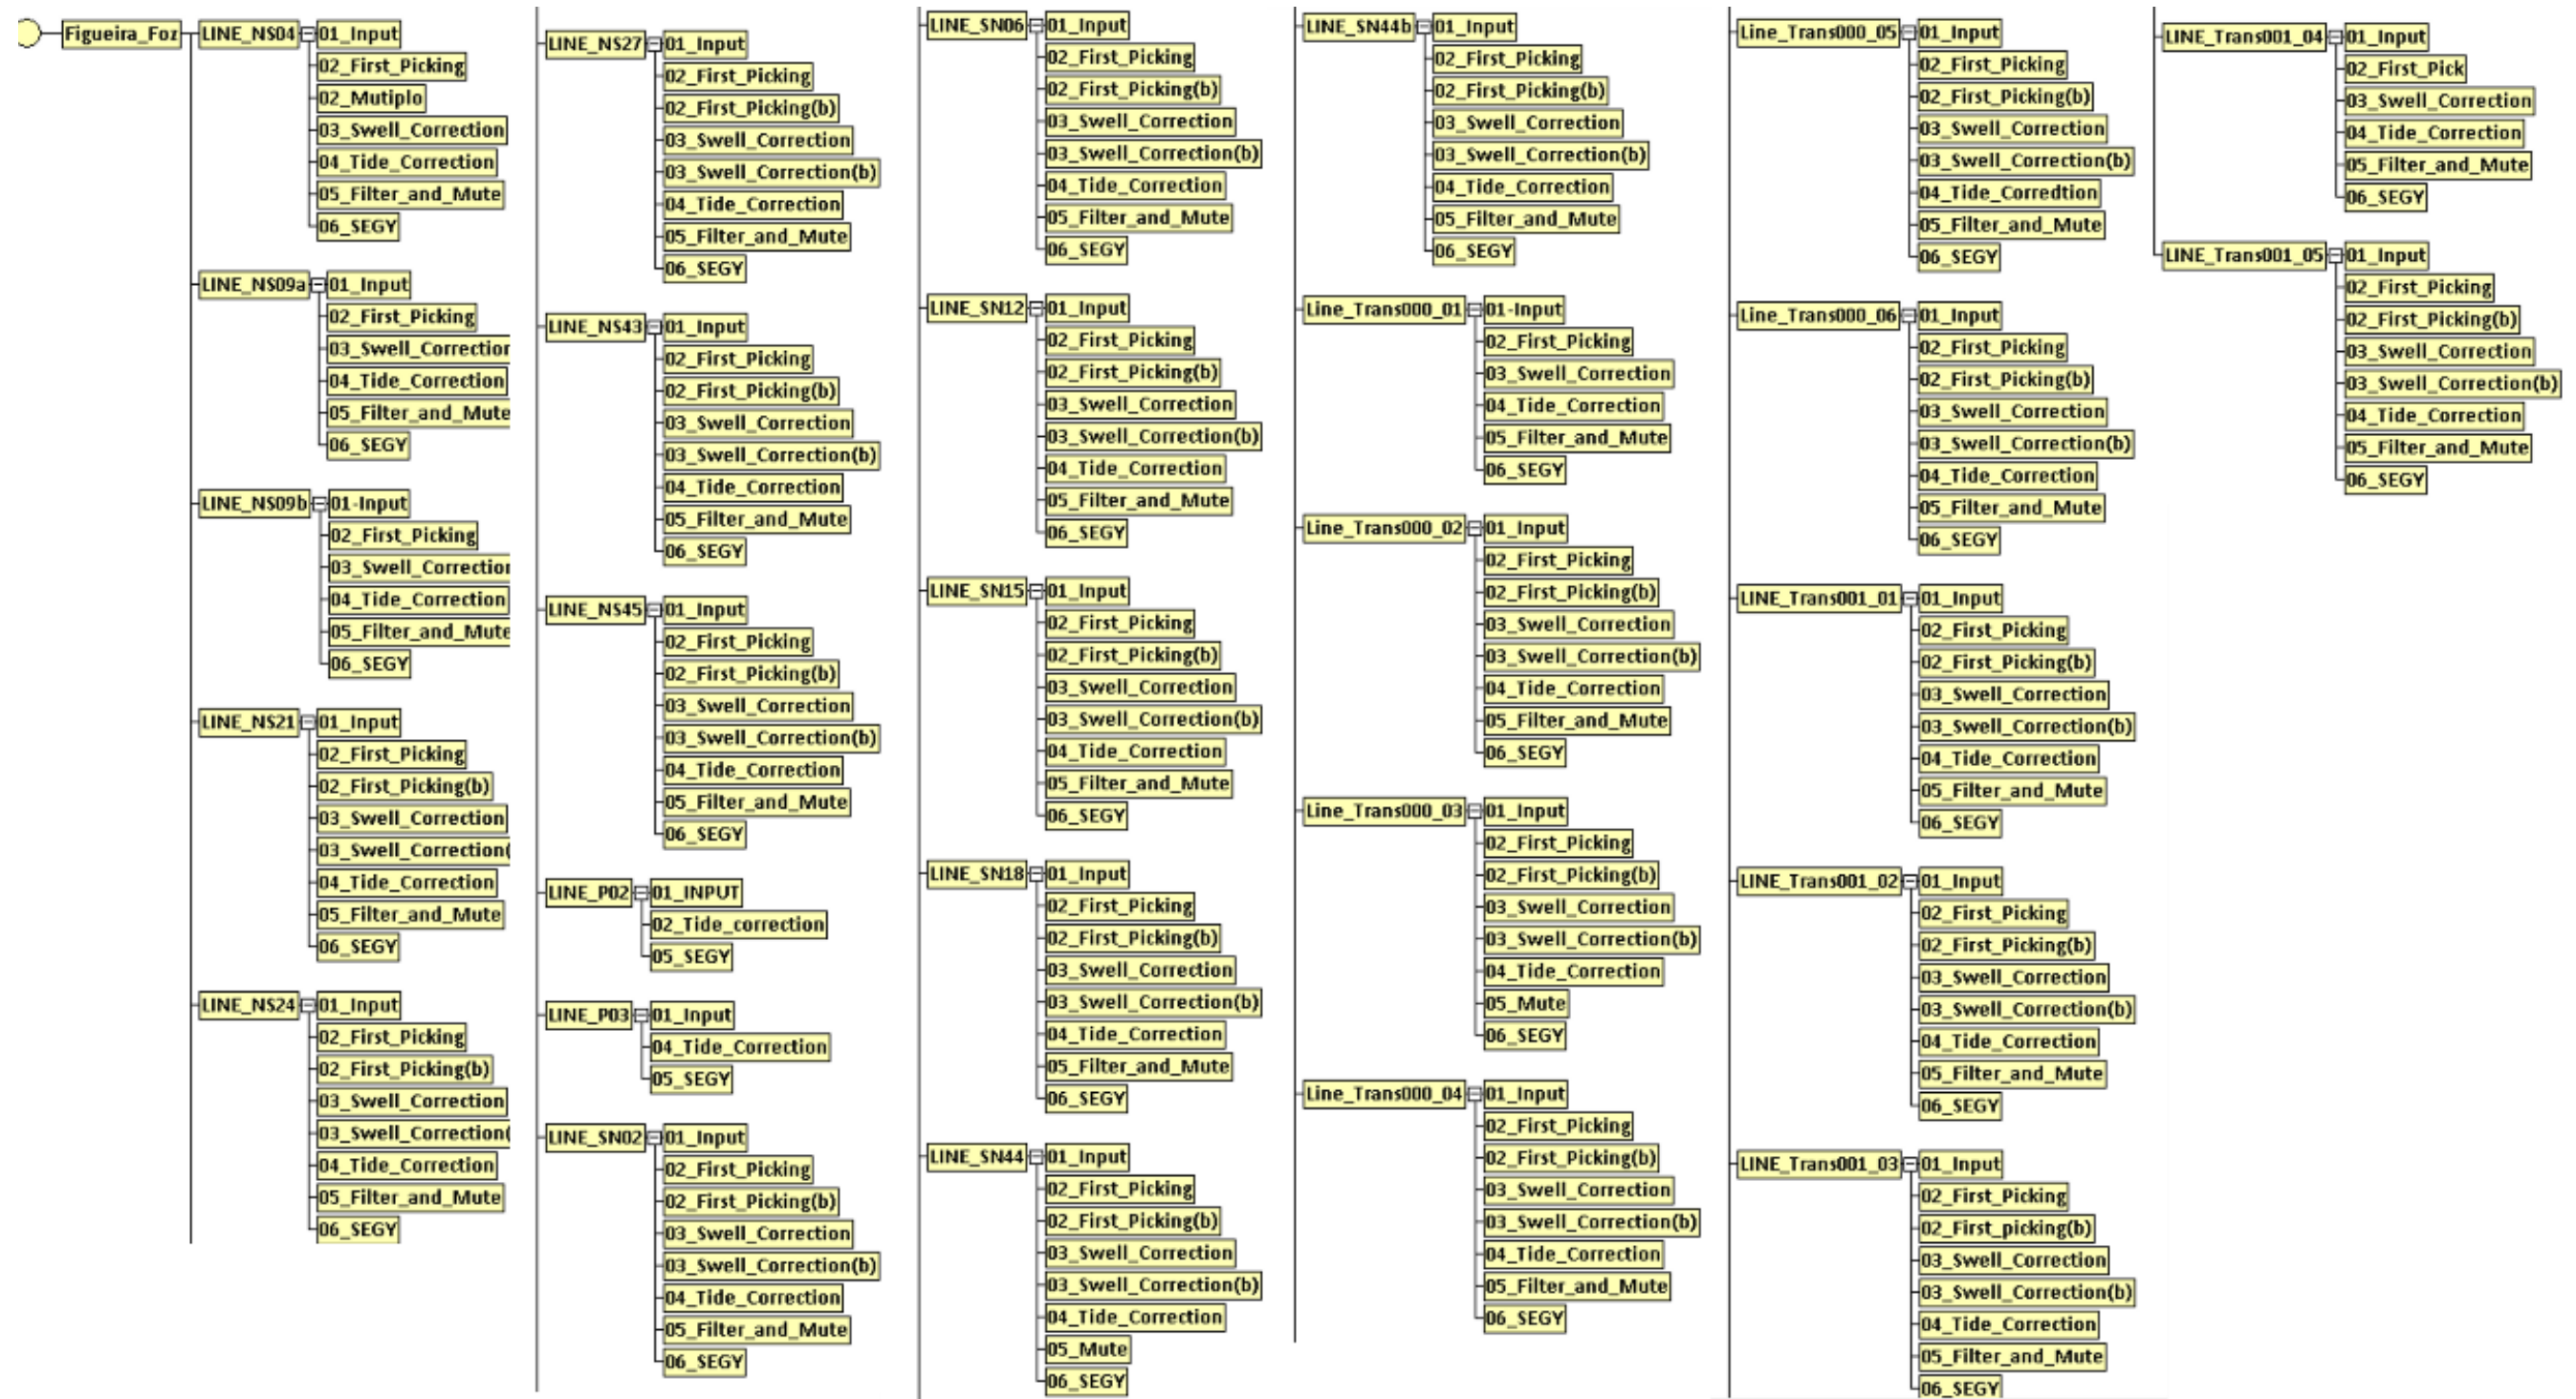 Figueira_Foz
LINE_NS04
01_Input
02_First_Picking
02_Mutiplo
03_Swell_Correction
04_Tide_Correction
05_Filter_and_Mute
06_SEGY
LINE_NS09a
01_Input
02_First_Picking
03_Swell_Correction
04_Tide_Correction
05_Filter_and_Mute
06_SEGY
LINE_NS09b
01-Input
02_First_Picking
03_Swell_Correction
04_Tide_Correction
05_Filter_and_Mute
06_SEGY
LINE_NS21
01_Input
02_First_Picking
02_First_Picking(b)
03_Swell_Correction
03_Swell_Correction(
04_Tide_Correction
05_Filter_and_Mute
06_SEGY
LINE_NS24
01_Input
02_First_Picking
02_First_Picking(b)
03_Swell_Correction
03_Swell_Correction(
04_Tide_Correction
05_Filter_and_Mute
06_SEGY
LINE_NS27
01_Input
02_First_Picking
02_First_Picking(b)
03_Swell_Correction
03_Swell_Correction(b)
04_Tide_Correction
05_Filter_and_Mute
06_SEGY
LINE_NS43
01_Input
02_First_Picking
02_First_Picking(b)
03_Swell_Correction
03_Swell_Correction(b)
04_Tide_Correction
05_Filter_and_Mute
06_SEGY
LINE_NS45
01_Input
02_First_Picking
02_First_Picking(b)
03_Swell_Correction
03_Swell_Correction(b)
04_Tide_Correction
05_Filter_and_Mute
06_SEGY
LINE_P02
01_INPUT
02_Tide_correction
05_SEGY
LINE_P03
01_Input
04_Tide_Correction
05_SEGY
LINE_SN02
01_Input
02_First_Picking
02_First_Picking(b)
03_Swell_Correction
03_Swell_Correction(b)
04_Tide_Correction
05_Filter_and_Mute
06_SEGY
LINE_SN06
01_Input
02_First_Picking
02_First_Picking(b)
03_Swell_Correction
03_Swell_Correction(b)
04_Tide_Correction
05_Filter_and_Mute
06_SEGY
LINE_SN12
01_Input
02_First_Picking
02_First_Picking(b)
03_Swell_Correction
03_Swell_Correction(b)
04_Tide_Correction
05_Filter_and_Mute
06_SEGY
LINE_SN15
01_Input
02_First_Picking
02_First_Picking(b)
03_Swell_Correction
03_Swell_Correction(b)
04_Tide_Correction
05_Filter_and_Mute
06_SEGY
LINE_SN18
01_Input
02_First_Picking
02_First_Picking(b)
03_Swell_Correction
03_Swell_Correction(b)
04_Tide_Correction
05_Filter_and_Mute
06_SEGY
LINE_SN44
01_Input
02_First_Picking
02_First_Picking(b)
03_Swell_Correction
03_Swell_Correction(b)
04_Tide_Correction
05_Mute
06_SEGY
LINE_SN44b
01_Input
02_First_Picking
02_First_Picking(b)
03_Swell_Correction
03_Swell_Correction(b)
04_Tide_Correction
05_Filter_and_Mute
06_SEGY
Line_Trans000_01
01-Input
02_First_Picking
03_Swell_Correction
04_Tide_Correction
05_Filter_and_Mute
06_SEGY
Line_Trans000_02
01_Input
02_First_Picking
02_First_Picking(b)
03_Swell_Correction
03_Swell_Correction(b)
04_Tide_Correction
05_Filter_and_Mute
06_SEGY
Line_Trans000_03
01_Input
02_First_Picking
02_First_Picking(b)
03_Swell_Correction
03_Swell_Correction(b)
04_Tide_Correction
05_Mute
06_SEGY
Line_Trans000_04
01_Input
02_First_Picking
02_First_Picking(b)
03_Swell_Correction
03_Swell_Correction(b)
04_Tide_Correction
05_Filter_and_Mute
06_SEGY
Line_Trans000_05
01_Input
02_First_Picking
02_First_Picking(b)
03_Swell_Correction
03_Swell_Correction(b)
04_Tide_Corredtion
05_Filter_and_Mute
06_SEGY
Line_Trans000_06
01_Input
02_First_Picking
02_First_Picking(b)
03_Swell_Correction
03_Swell_Correction(b)
04_Tide_Correction
05_Filter_and_Mute
06_SEGY
LINE_Trans001_01
01_Input
02_First_Picking
02_First_Picking(b)
03_Swell_Correction
03_Swell_Correction(b)
04_Tide_Correction
05_Filter_and_Mute
06_SEGY
LINE_Trans001_02
01_Input
02_First_Picking
02_First_Picking(b)
03_Swell_Correction
03_Swell_Correction(b)
04_Tide_Correction
05_Filter_and_Mute
06_SEGY
LINE_Trans001_03
01_Input
02_First_Picking
02_First_picking(b)
03_Swell_Correction
03_Swell_Correction(b)
04_Tide_Correction
05_Filter_and_Mute
06_SEGY
LINE_Trans001_04
01_Input
02_First_Pick
03_Swell_Correction
04_Tide_Correction
05_Filter_and_Mute
06_SEGY
LINE_Trans001_05
01_Input
02_First_Picking
02_First_Picking(b)
03_Swell_Correction
03_Swell_Correction(b)
04_Tide_Correction
05_Filter_and_Mute
06_SEGY